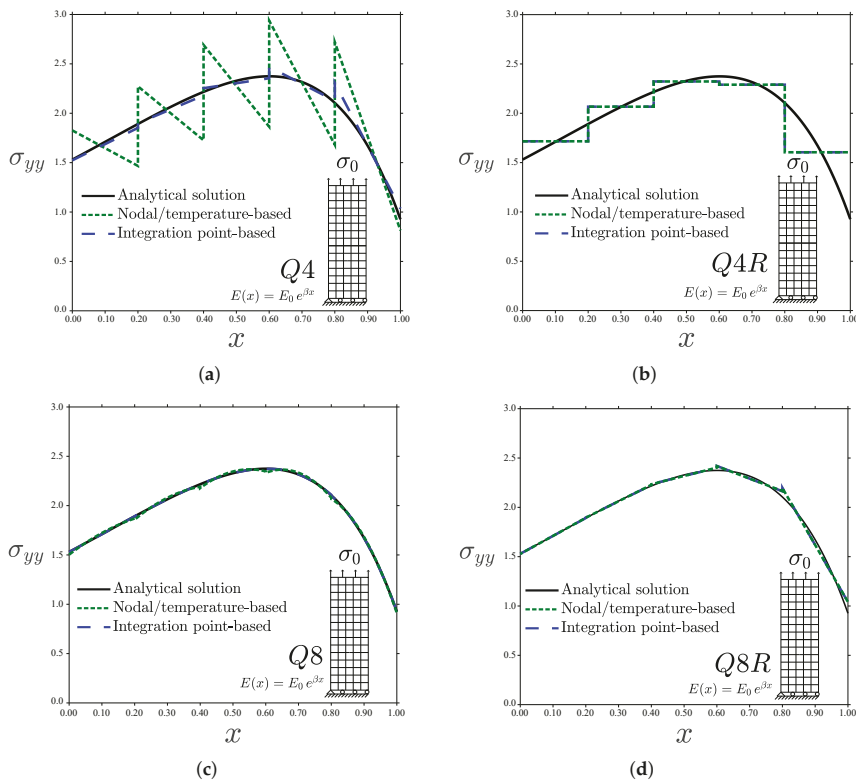 3.0
2.5
2.0
1.5
1.0
0.5
0.0
σyy
σ0
Analytical solution
Nodal/temperature-based
Integration point-based
Q4
E(x) = E0 e^βx
0.00 0.10 0.20 0.30 0.40 0.50 0.60 0.70 0.80 0.90 1.00
x
(a)
3.0
2.5
2.0
1.5
1.0
0.5
0.0
σyy
σ0
Analytical solution
Nodal/temperature-based
Integration point-based
Q4R
E(x) = E0 e^βx
0.00 0.10 0.20 0.30 0.40 0.50 0.60 0.70 0.80 0.90 1.00
x
(b)
3.0
2.5
2.0
1.5
1.0
0.5
0.0
σyy
σ0
Analytical solution
Nodal/temperature-based
Integration point-based
Q8
E(x) = E0 e^βx
0.00 0.10 0.20 0.30 0.40 0.50 0.60 0.70 0.80 0.90 1.00
x
(c)
3.0
2.5
2.0
1.5
1.0
0.5
0.0
σyy
σ0
Analytical solution
Nodal/temperature-based
Integration point-based
Q8R
E(x) = E0 e^βx
0.00 0.10 0.20 0.30 0.40 0.50 0.60 0.70 0.80 0.90 1.00
x
(d)